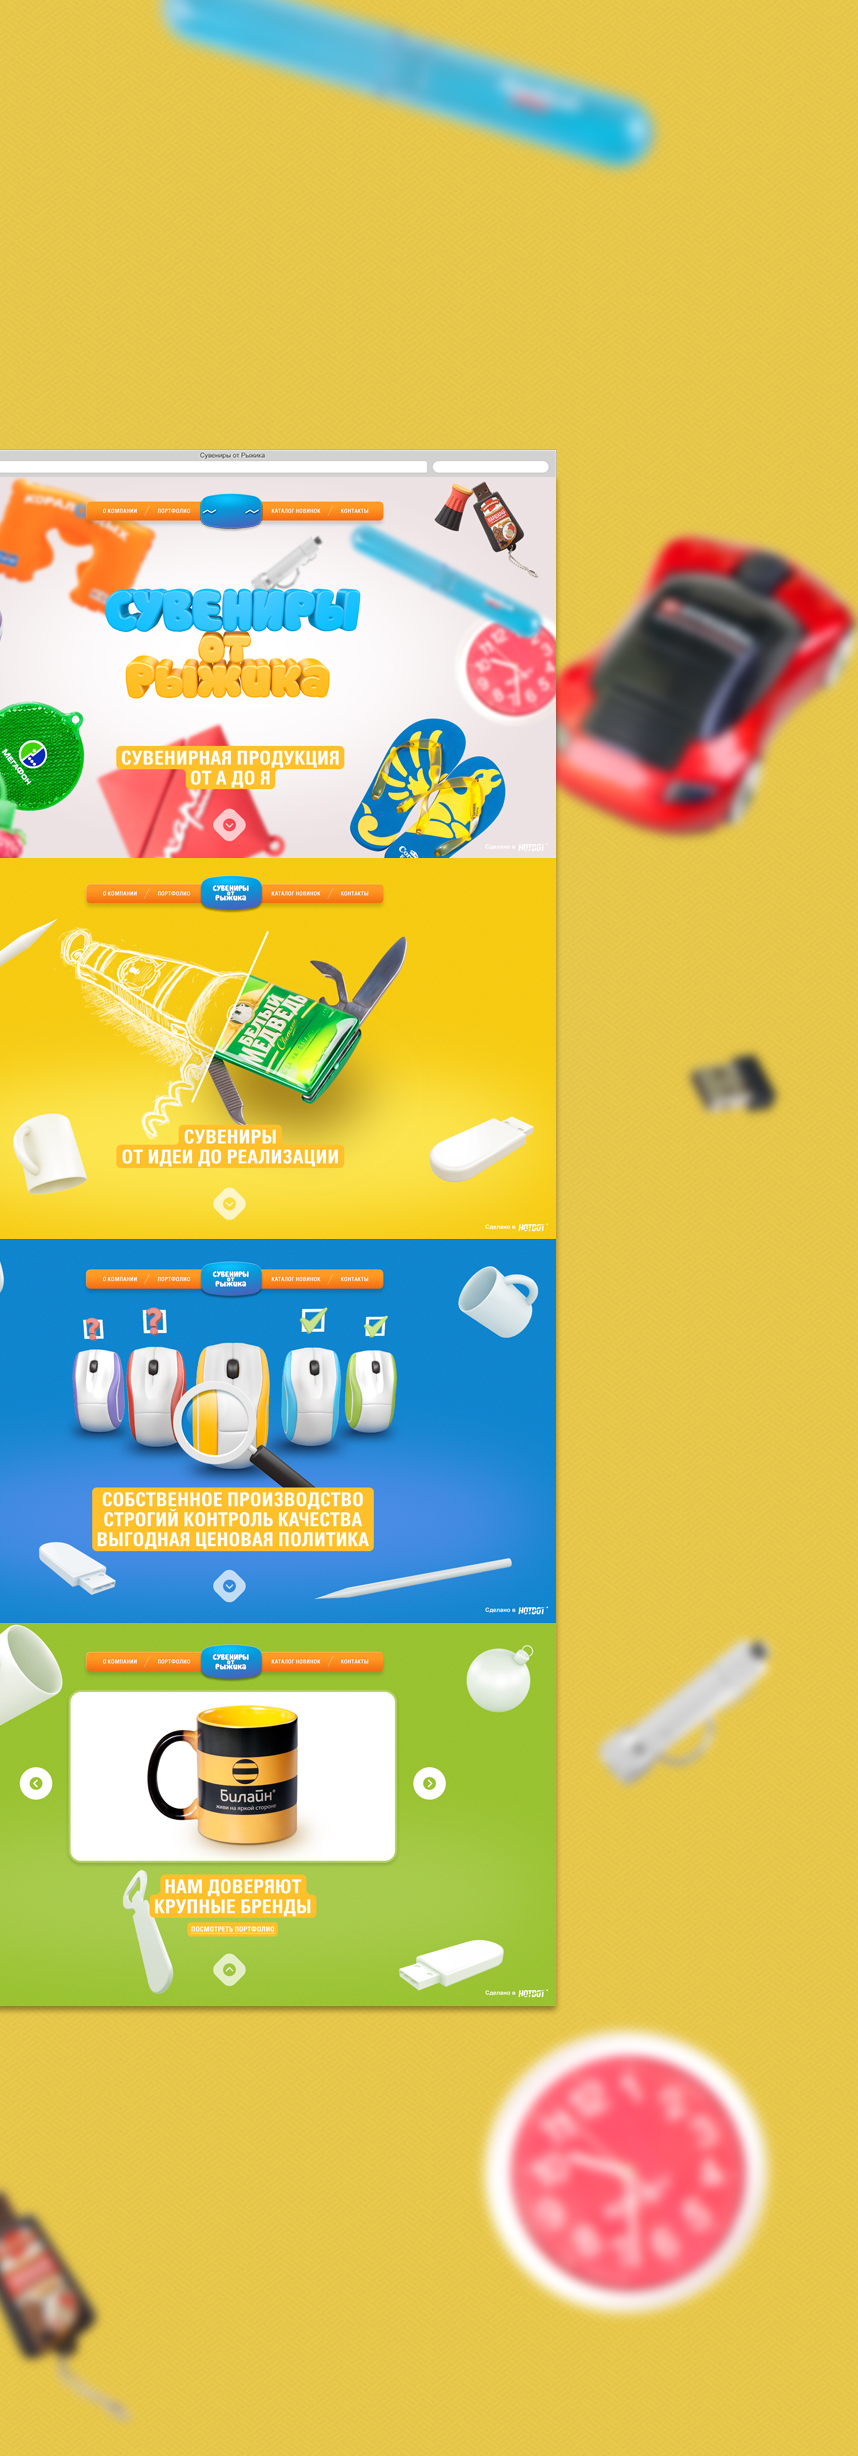 Сувениры от Рыжика
КОРАЛ
О КОМПАНИИ ПОРТФОЛИО КАТАЛОГ НОВИНОК КОНТАКТЫ
СУВЕНИРЫ
ОТ
РЫЖИКА
МЕГАФОН
СУВЕНИРНАЯ ПРОДУКЦИЯ
ОТ А ДО Я
Сделано в HOTDOT
О КОМПАНИИ ПОРТФОЛИО СУВЕНИРЫ ОТ РЫЖИКА КАТАЛОГ НОВИНОК КОНТАКТЫ
БЕЛЫЙ
МЕДВЕДЬ
СУВЕНИРЫ
ОТ ИДЕИ ДО РЕАЛИЗАЦИИ
Сделано в HOTDOT
О КОМПАНИИ ПОРТФОЛИО СУВЕНИРЫ ОТ РЫЖИКА КАТАЛОГ НОВИНОК КОНТАКТЫ
? ?
СОБСТВЕННОЕ ПРОИЗВОДСТВО
СТРОГИЙ КОНТРОЛЬ КАЧЕСТВА
ВЫГОДНАЯ ЦЕНОВАЯ ПОЛИТИКА
Сделано в HOTDOT
О КОМПАНИИ ПОРТФОЛИО СУВЕНИРЫ ОТ РЫЖИКА КАТАЛОГ НОВИНОК КОНТАКТЫ
Билайн®
живи на яркой стороне
НАМ ДОВЕРЯЮТ
КРУПНЫЕ БРЕНДЫ
ПОСМОТРЕТЬ ПОРТФОЛИО
Сделано в HOTDOT